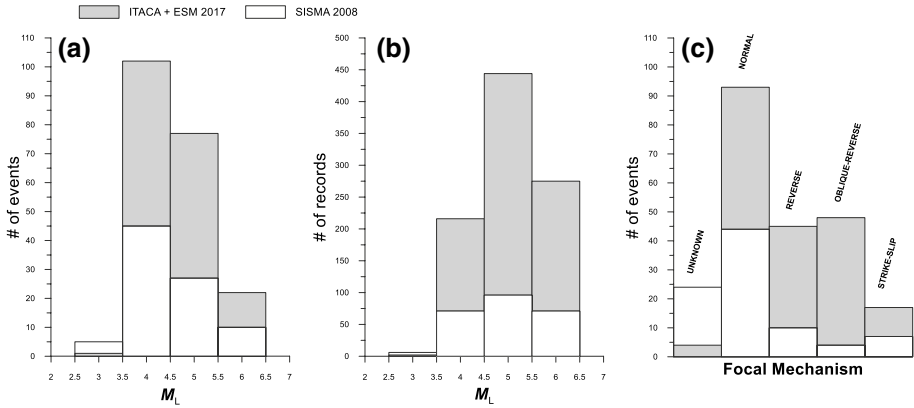 ITACA + ESM 2017 SISMA 2008
(a)
110
100
90
80
70
60
50
40
30
20
10
0
# of events
2 2.5 3 3.5 4 4.5 5 5.5 6 6.5 7
ML
(b)
500
450
400
350
300
250
200
150
100
50
0
# of records
2 2.5 3 3.5 4 4.5 5 5.5 6 6.5 7
ML
(c)
110
100
90
80
70
60
50
40
30
20
10
0
# of events
UNKNOWN
NORMAL
REVERSE
OBLIQUE-REVERSE
STRIKE-SLIP
Focal Mechanism